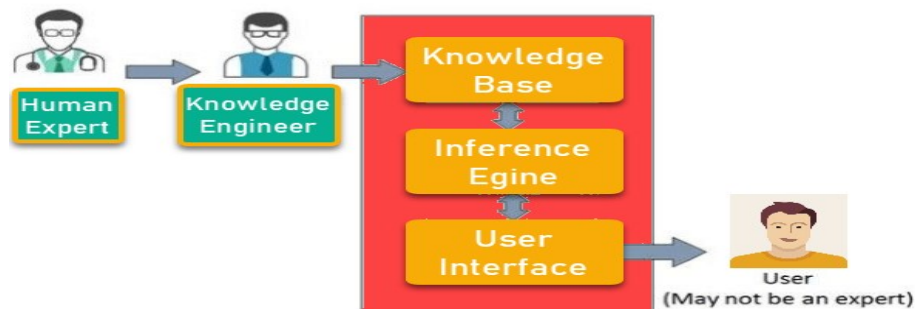 Human
Expert
Knowledge
Engineer
Knowledge
Base
Inference
Egine
User
Interface
User
(May not be an expert)